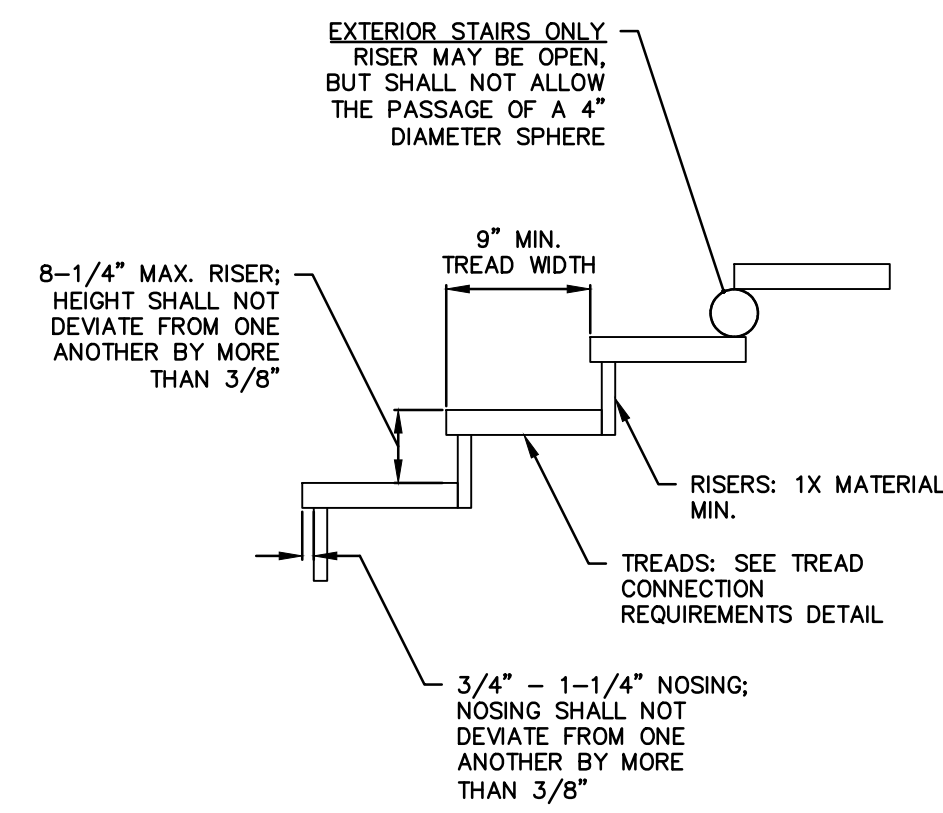 EXTERIOR STAIRS ONLY
RISER MAY BE OPEN,
BUT SHALL NOT ALLOW
THE PASSAGE OF A 4”
DIAMETER SPHERE
9” MIN.
TREAD WIDTH
8-1/4” MAX. RISER;
HEIGHT SHALL NOT
DEVIATE FROM ONE
ANOTHER BY MORE
THAN 3/8”
RISERS: 1X MATERIAL
MIN.
TREADS: SEE TREAD
CONNECTION
REQUIREMENTS DETAIL
3/4” - 1-1/4” NOSING;
NOSING SHALL NOT
DEVIATE FROM ONE
ANOTHER BY MORE
THAN 3/8”